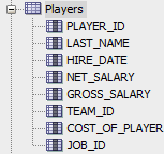 Players
PLAYER_ID
LAST_NAME
HIRE_DATE
NET_SALARY
GROSS_SALARY
TEAM_ID
COST_OF_PLAYER
JOB_ID